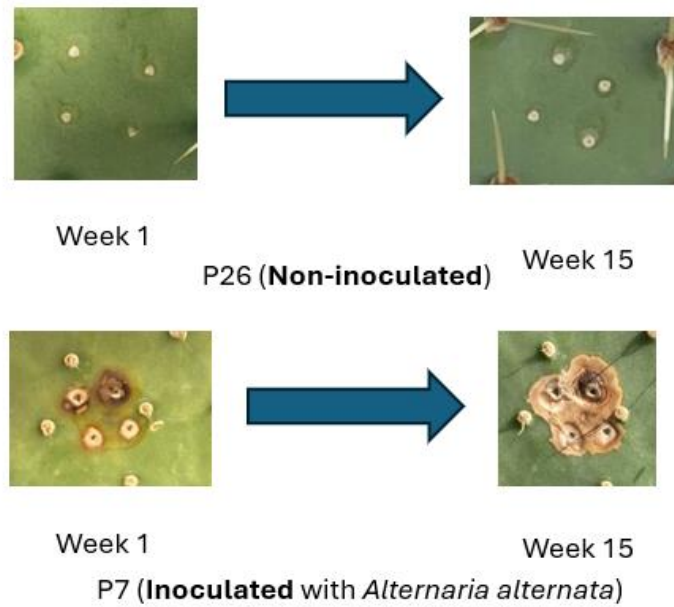 Week 1
Week 15
P26 (Non-inoculated)
Week 1
Week 15
P7 (Inoculated with Alternaria alternata)